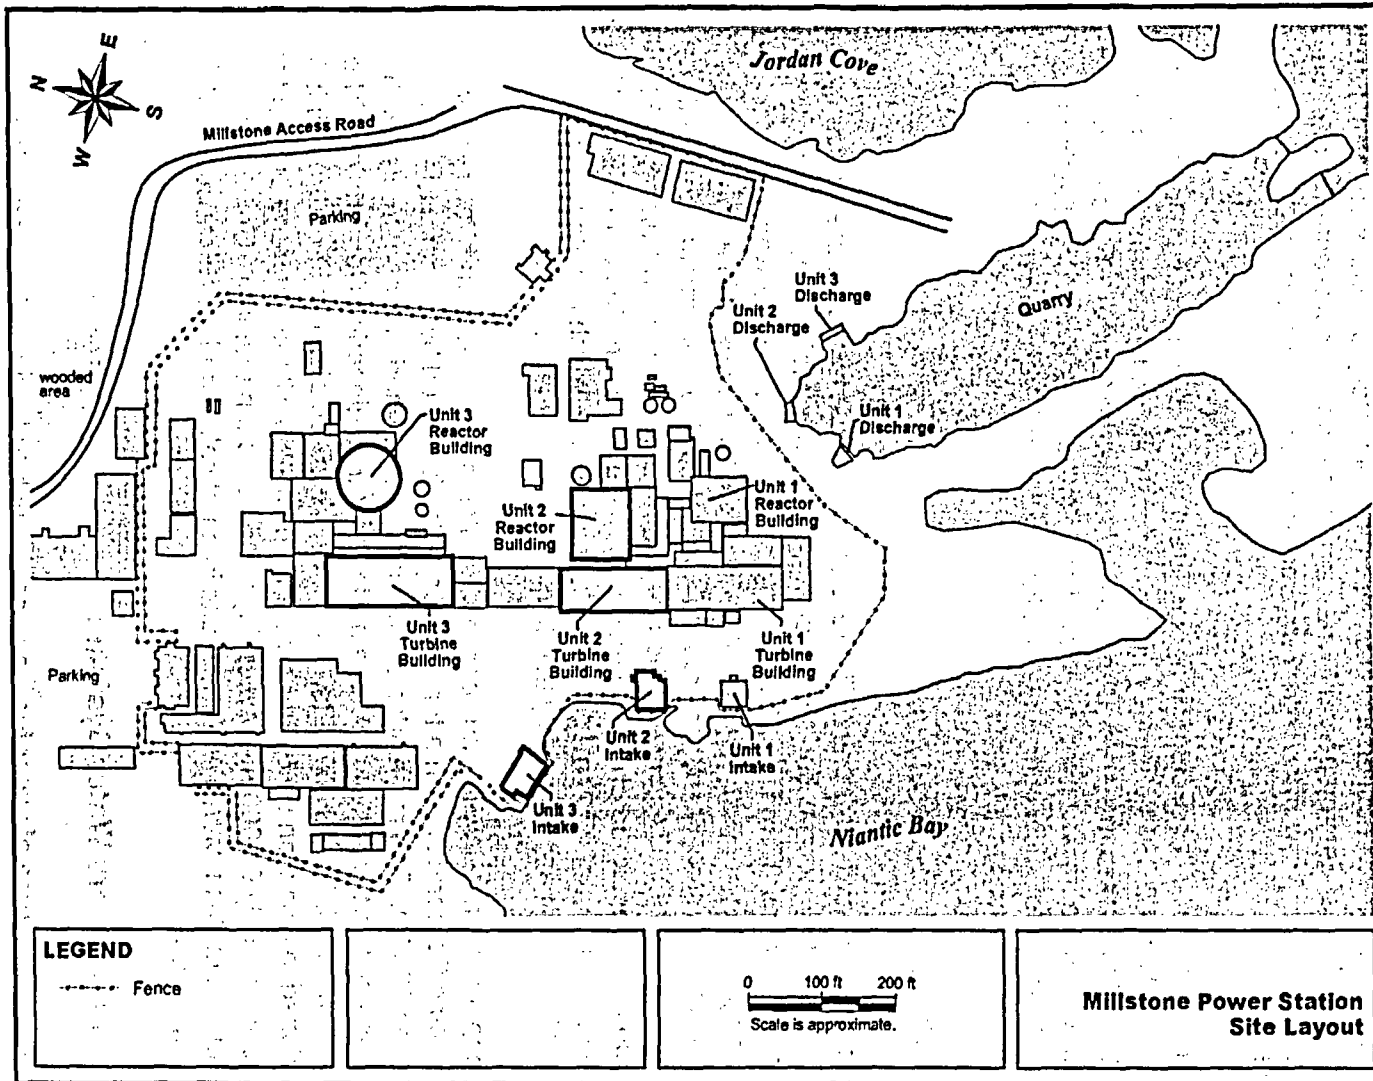 E
N
S
W
Jordan Cove
Millstone Access Road
Parking
Unit 3
Discharge
Unit 2
Discharge
Quarry
wooded
area
Unit 3
Reactor
Building
Unit 1
Discharge
Unit 2
Reactor
Building
Unit 1
Reactor
Building
Unit 3
Turbine
Building
Unit 2
Turbine
Building
Unit 1
Turbine
Building
Parking
Unit 2
Intake
Unit 1
Intake
Unit 3
Intake
Niantic Bay
LEGEND
Fence
0 100 ft 200 ft
Scale is approximate.
Millstone Power Station
Site Layout